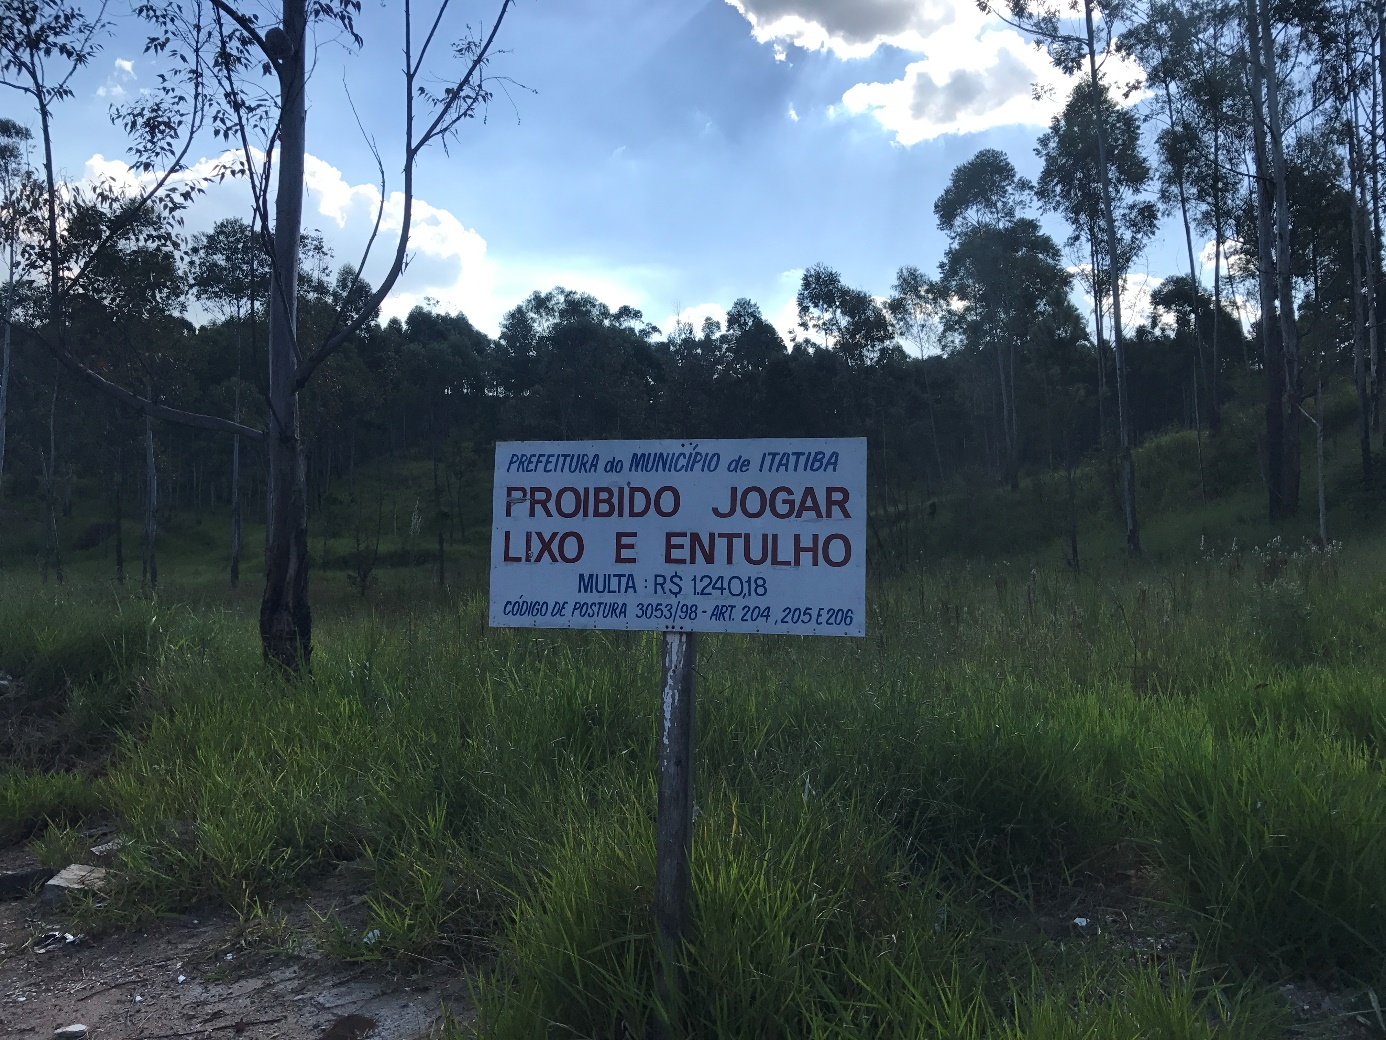 PREFEITURA do MUNICÍPIO de ITATIBA
PROIBIDO JOGAR
LIXO E ENTULHO
MULTA : R$ 1.240,18
CÓDIGO DE POSTURA 3053/98 - ART. 204, 205 E 206